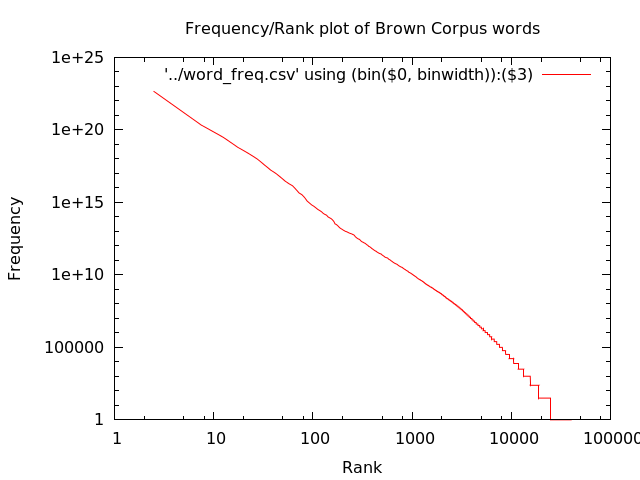 Frequency/Rank plot of Brown Corpus words
1e+25
'../word_freq.csv' using (bin($0, binwidth)):($3)
1e+20
1e+15
1e+10
100000
1
Frequency
1 10 100 1000 10000 100000
Rank